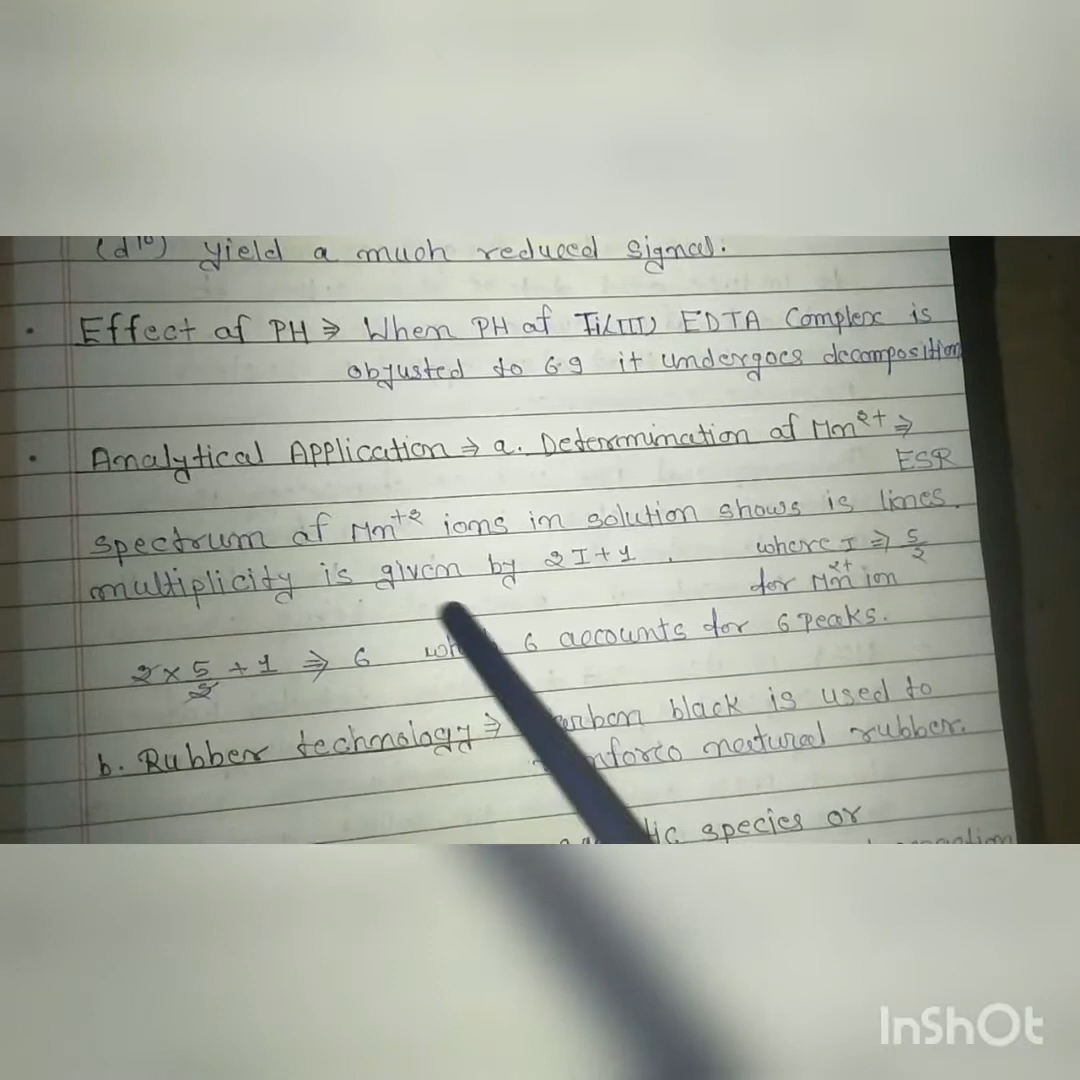 (d10) yield a much reduced signal.
• Effect of PH ⇒ When PH of Ti(III) EDTA Complex is
objusted to 6.9 it undergoes decomposition
• Analytical Application ⇒ a. Determination of Mn2+ ⇒
ESR
spectrum of Mn+2 ions in solution shows is lines.
multiplicity is given by 2I+1. where I ⇒ 5/2
for Mn2+ ion
2 × 5/2 + 1 ⇒ 6 6 accounts for 6 peaks.
b. Rubber technology ⇒ black is used to
natural rubber.
species or
InShOt